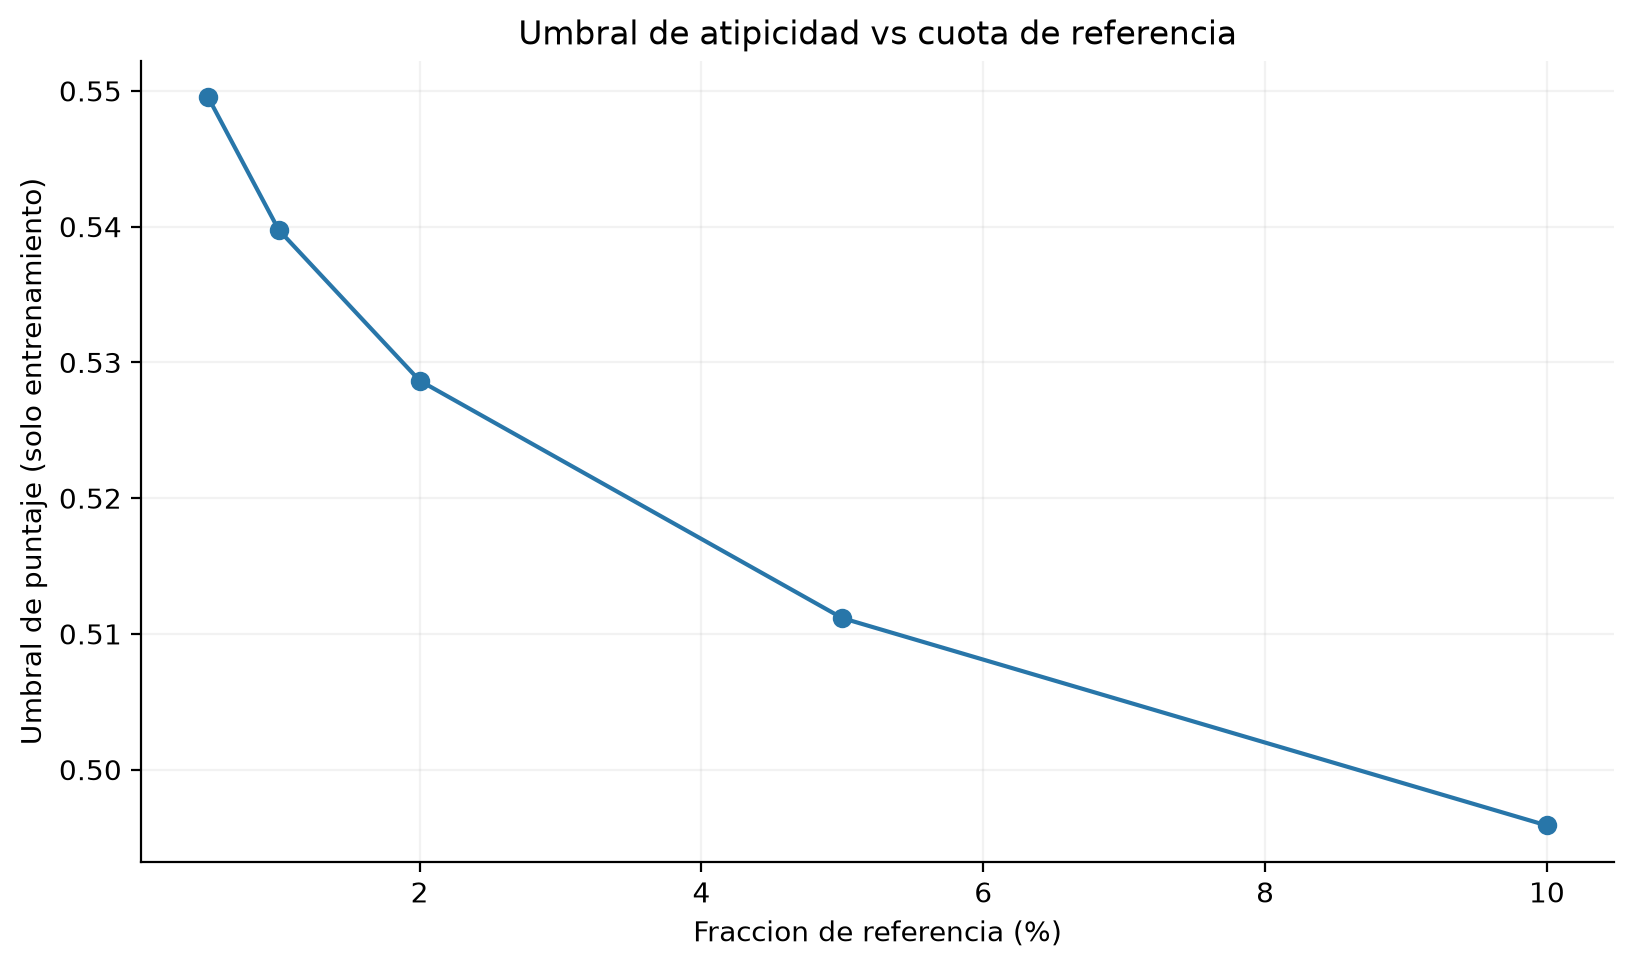 Umbral de atipicidad vs cuota de referencia
Umbral de puntaje (solo entrenamiento)
0.55
0.54
0.53
0.52
0.51
0.50
2 4 6 8 10
Fraccion de referencia (%)